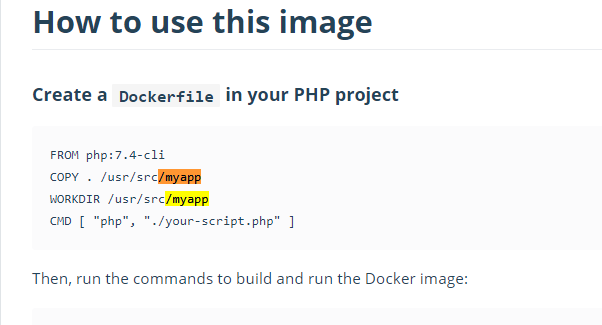 How to use this image
Create a Dockerfile in your PHP project
FROM php:7.4-cli
COPY . /usr/src/myapp
WORKDIR /usr/src/myapp
CMD [ "php", "./your-script.php" ]
Then, run the commands to build and run the Docker image: